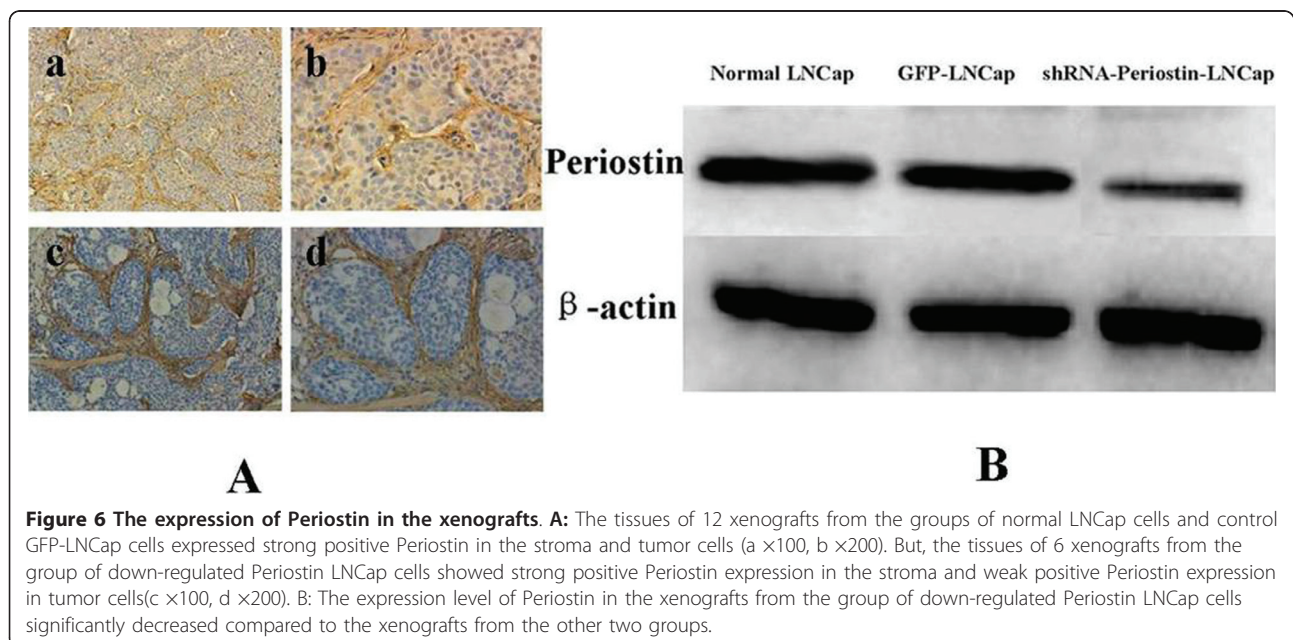 a
b
c
d
Normal LNCap GFP-LNCap shRNA-Periostin-LNCap
Periostin
β-actin
A
B
Figure 6 The expression of Periostin in the xenografts. A: The tissues of 12 xenografts from the groups of normal LNCap cells and control
GFP-LNCap cells expressed strong positive Periostin in the stroma and tumor cells (a ×100, b ×200). But, the tissues of 6 xenografts from the
group of down-regulated Periostin LNCap cells showed strong positive Periostin expression in the stroma and weak positive Periostin expression
in tumor cells(c ×100, d ×200). B: The expression level of Periostin in the xenografts from the group of down-regulated Periostin LNCap cells
significantly decreased compared to the xenografts from the other two groups.